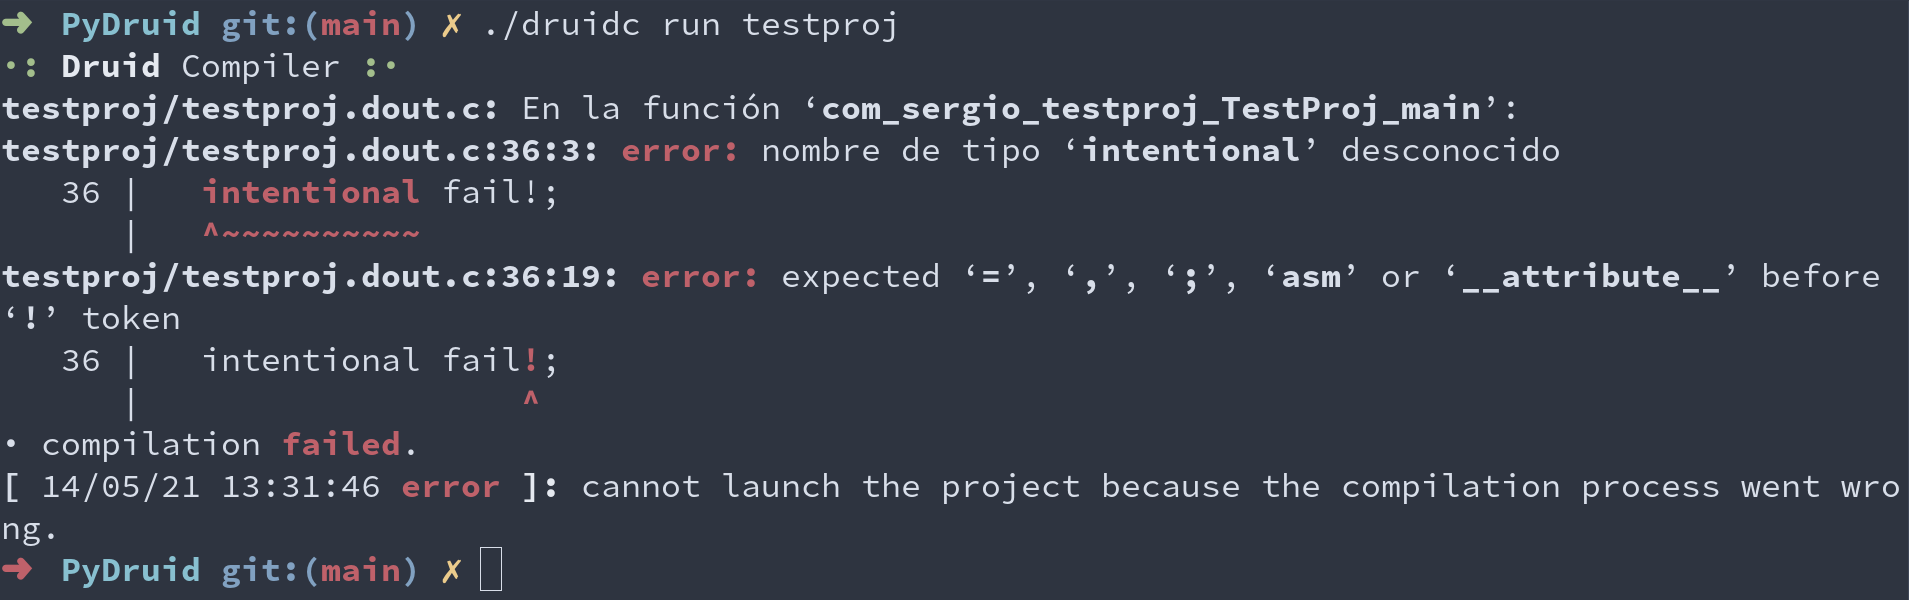 ➜  PyDruid git:(main) ✗ ./druidc run testproj
·: Druid Compiler :·
testproj/testproj.dout.c: En la función ‘com_sergio_testproj_TestProj_main’:
testproj/testproj.dout.c:36:3: error: nombre de tipo ‘intentional’ desconocido
   36 |   intentional fail!;
      |   ^~~~~~~~~~~
testproj/testproj.dout.c:36:19: error: expected ‘=’, ‘,’, ‘;’, ‘asm’ or ‘__attribute__’ before
‘!’ token
   36 |   intentional fail!;
      |                   ^
· compilation failed.
[ 14/05/21 13:31:46 error ]: cannot launch the project because the compilation process went wro
ng.
➜  PyDruid git:(main) ✗